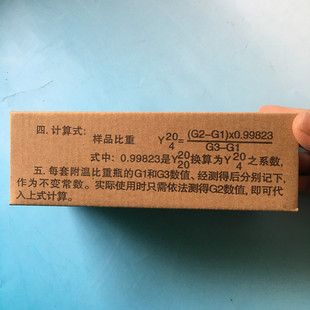 四.计算式:
样品比重 Y20/4=(G2-G1)x0.99823/G3-G1
式中: 0.99823是Y20/20换算为Y20/4之系数,
五.每套附温比重瓶的G1和G3数值、经测得后分别记下,
作为不变常数。实际使用时只需依法测得G2数值,即可代
入上式计算。